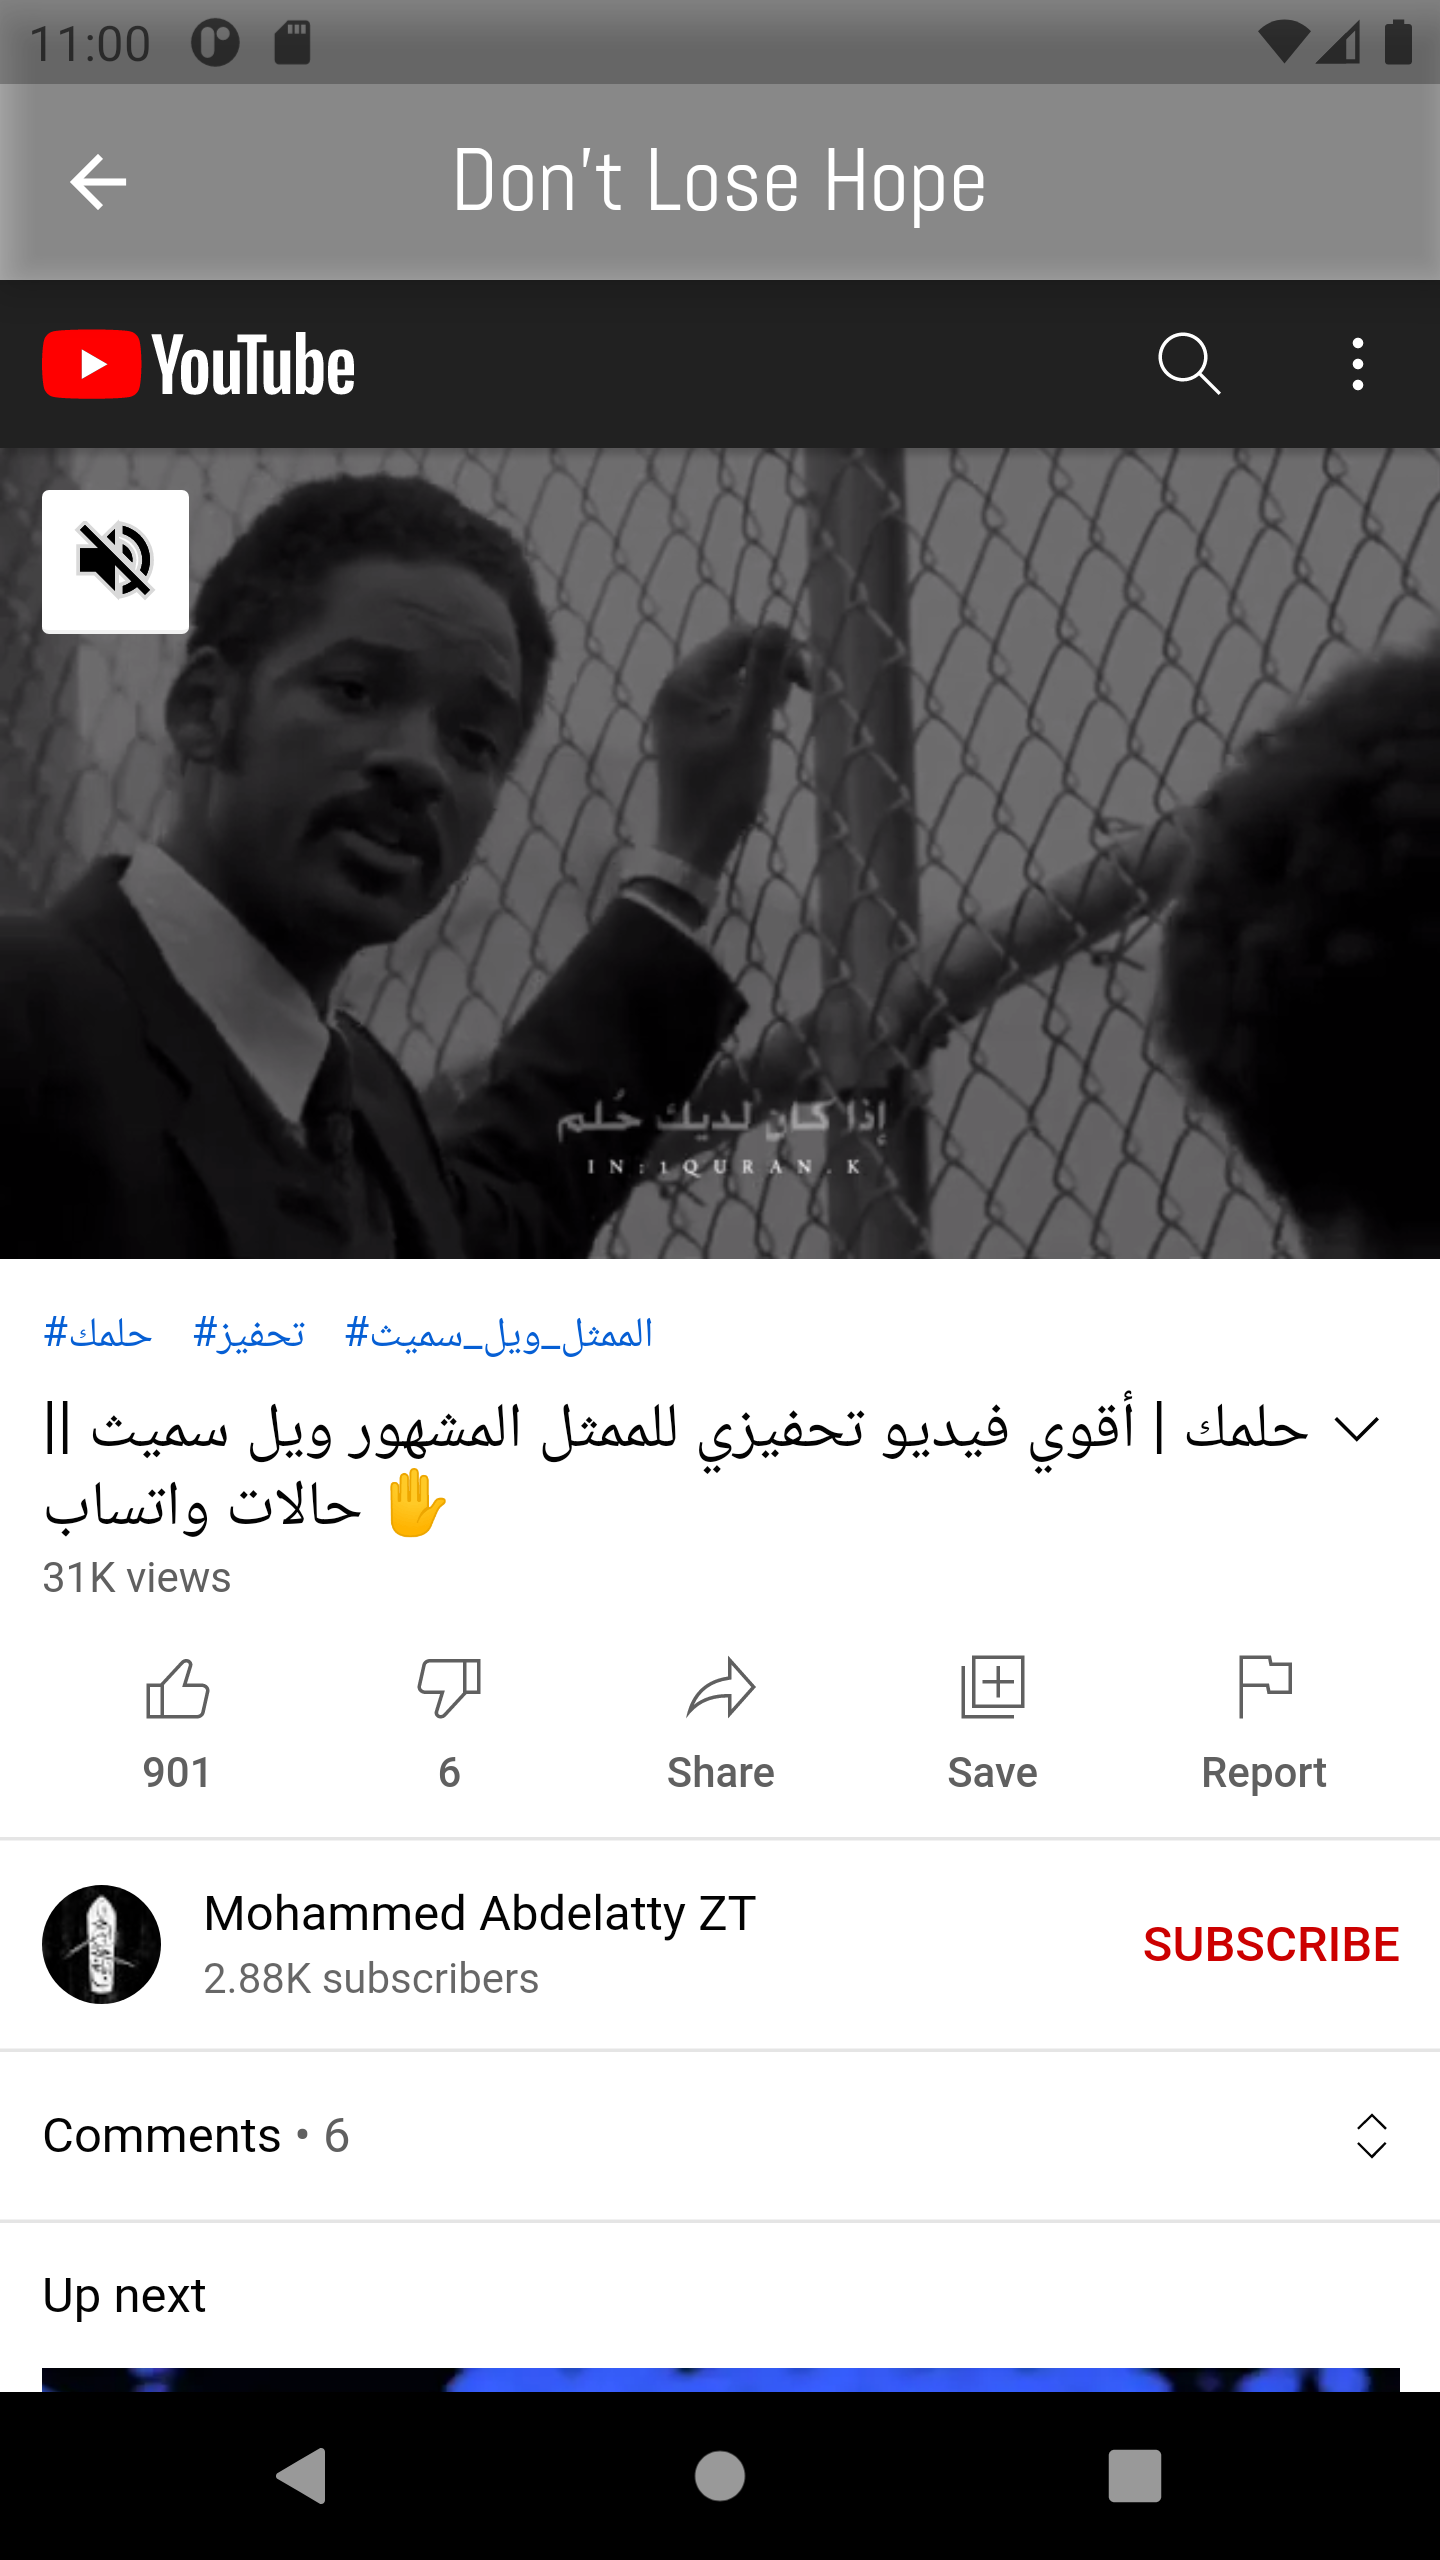 11:00
Don't Lose Hope
YouTube
إذا كان لديك حُلم
IN:1QURAN.K
#حلمك #تحفيز #الممثل_ويل_سميث
حلمك | أقوي فيديو تحفيزي للممثل المشهور ويل سميث ||
حالات واتساب ✋
31K views
901 6 Share Save Report
Mohammed Abdelatty ZT
2.88K subscribers
SUBSCRIBE
Comments • 6
Up next